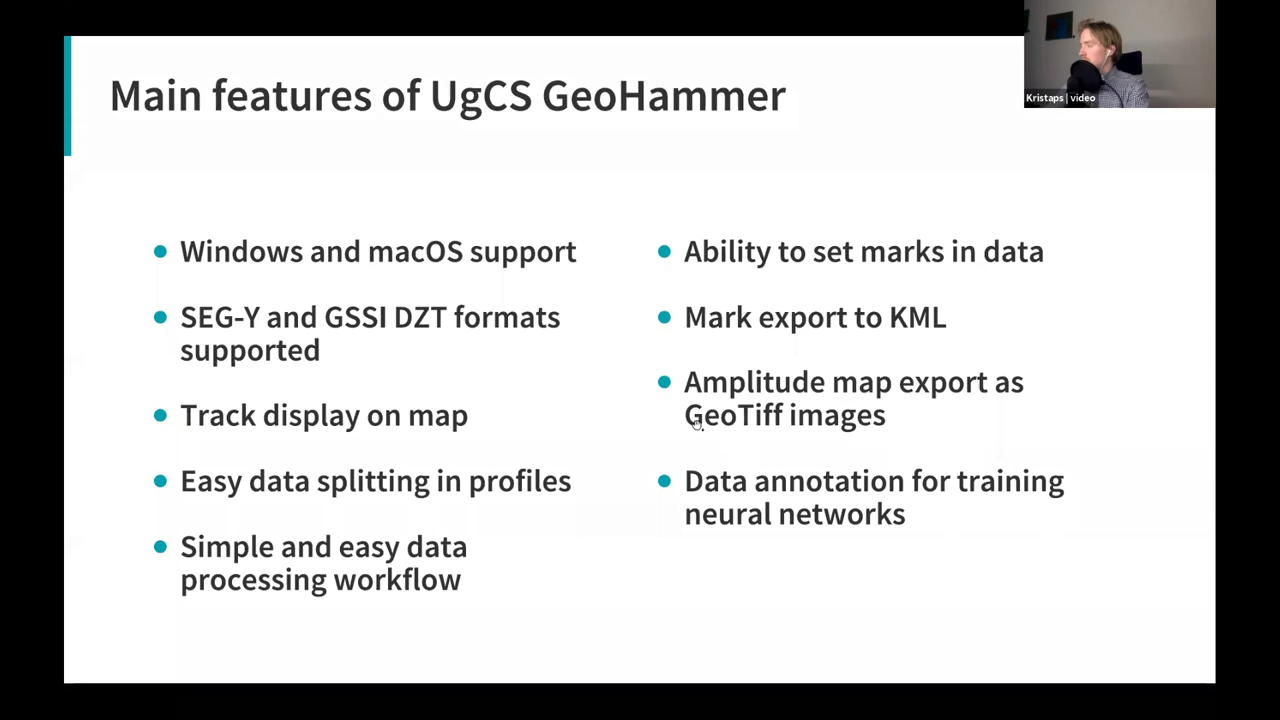 Main features of UgCS GeoHammer
Kristaps | video
Windows and macOS support
SEG-Y and GSSI DZT formats
supported
Track display on map
Easy data splitting in profiles
Simple and easy data
processing workflow
Ability to set marks in data
Mark export to KML
Amplitude map export as
GeoTiff images
Data annotation for training
neural networks